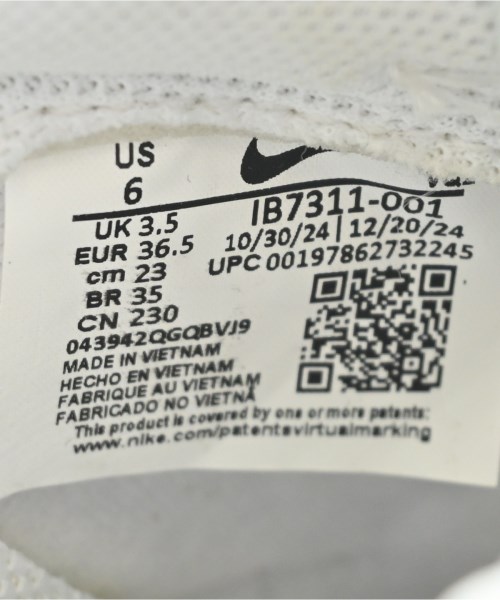 US
6
UK 3.5
EUR 36.5
cm 23
BR 35
CN 230
043942QGQBVJ9
MADE IN VIETNAM
HECHO EN VIETNAM
FABRIQUE AU VIETNAM
FABRICADO NO VIETNÃ
IB7311-001
10/30/24|12/20/24
UPC 00197862732245
This product is covered by one or more patents:
www.nike.com/patentsvirtualmarking